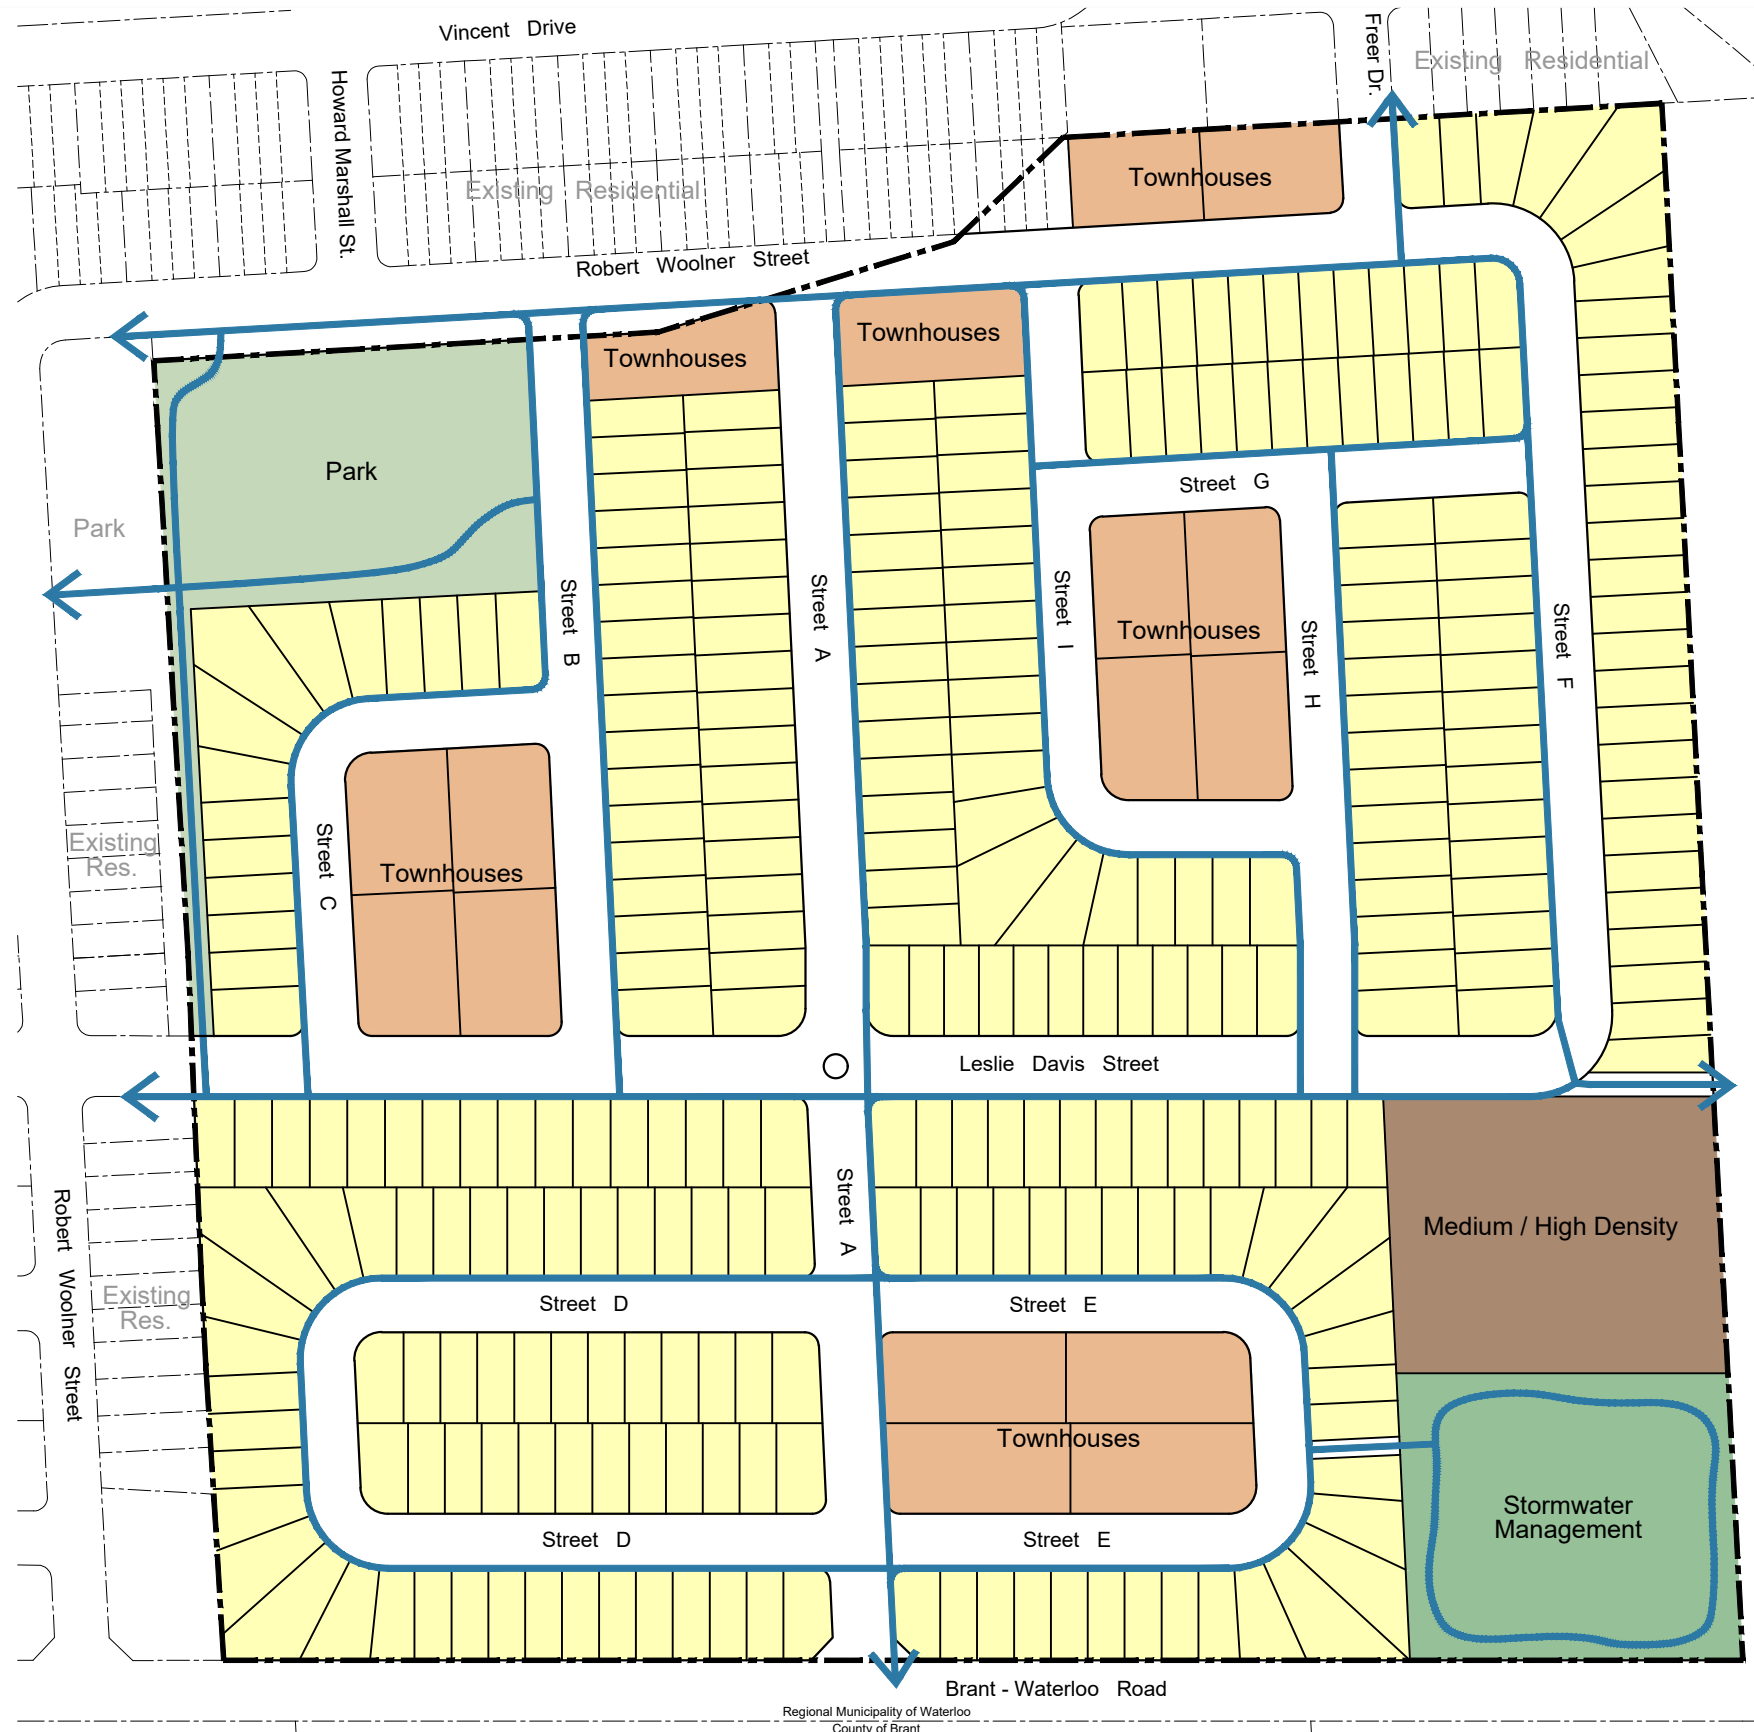 Vincent Drive
Freer Dr.
Existing Residential
Howard Marshall St.
Existing Residential
Townhouses
Robert Woolner Street
Townhouses
Townhouses
Park
Park
Street G
Street B
Street A
Street I
Townhouses
Street H
Street F
Existing
Res.
Street C
Townhouses
Leslie Davis Street
Street A
Medium / High Density
Robert Woolner Street
Existing
Res.
Street D
Street E
Townhouses
Stormwater
Management
Street D
Street E
Brant - Waterloo Road
Regional Municipality of Waterloo
County of Brant